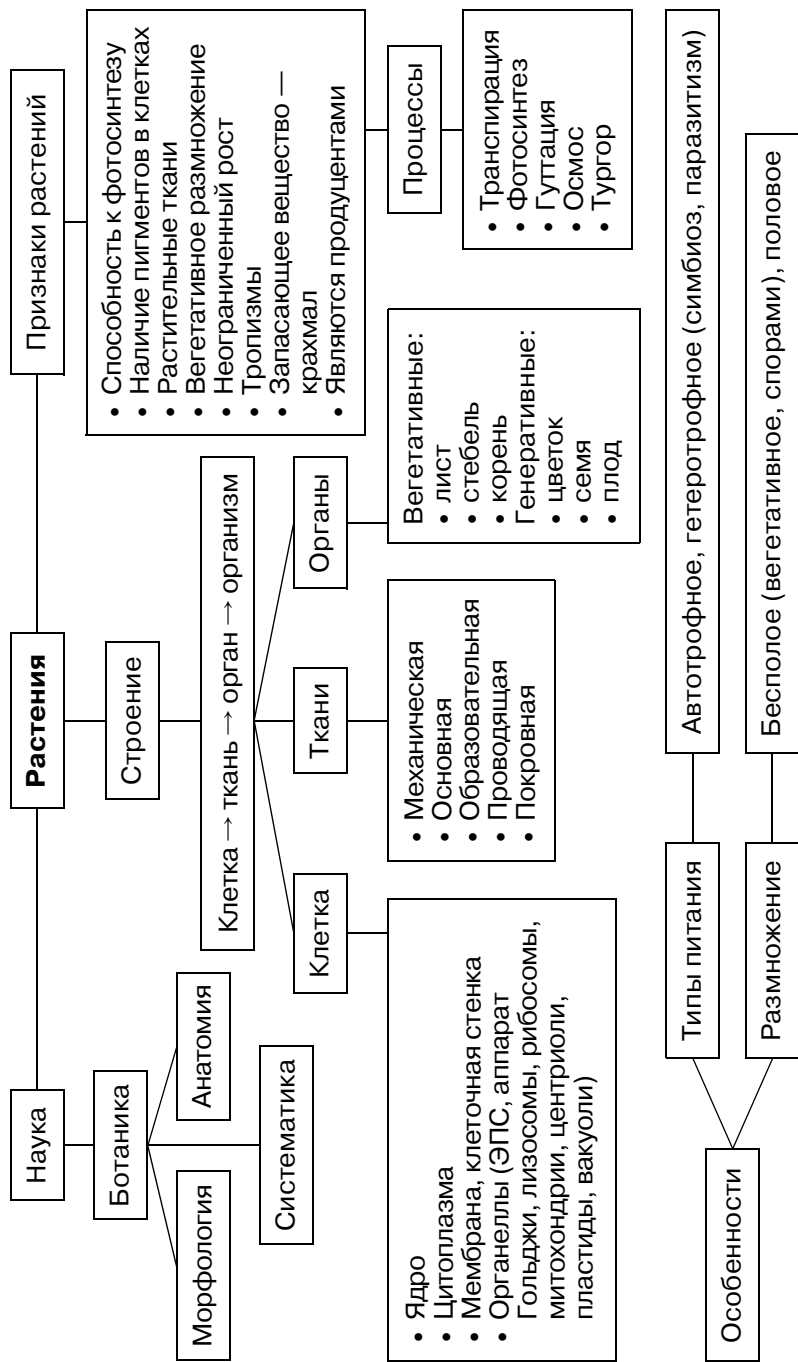 Растения
Наука
Ботаника
Морфология
Систематика
Анатомия
Строение
Клетка → ткань → орган → организм
Клетка
• Ядро
• Цитоплазма
• Мембрана, клеточная стенка
• Органеллы (ЭПС, аппарат
Гольджи, лизосомы, рибосомы,
митохондрии, центриоли,
пластиды, вакуоли)
Ткани
• Механическая
• Основная
• Образовательная
• Проводящая
• Покровная
Органы
Вегетативные:
• лист
• стебель
• корень
Генеративные:
• цветок
• семя
• плод
Признаки растений
• Способность к фотосинтезу
• Наличие пигментов в клетках
• Растительные ткани
• Вегетативное размножение
• Неограниченный рост
• Тропизмы
• Запасающее вещество —
крахмал
• Являются продуцентами
Процессы
• Транспирация
• Фотосинтез
• Гуттация
• Осмос
• Тургор
Особенности
Типы питания
Автотрофное, гетеротрофное (симбиоз, паразитизм)
Размножение
Бесполое (вегетативное, спорами), половое